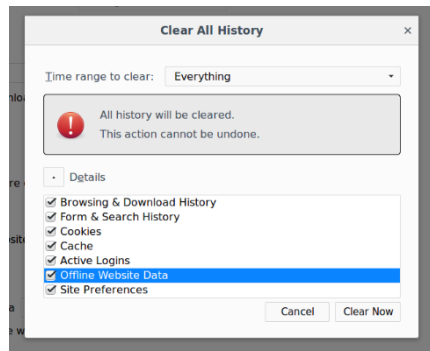 Clear All History
Time range to clear: Everything
All history will be cleared.
This action cannot be undone.
Details
Browsing & Download History
Form & Search History
Cookies
Cache
Active Logins
Offline Website Data
Site Preferences
Cancel Clear Now